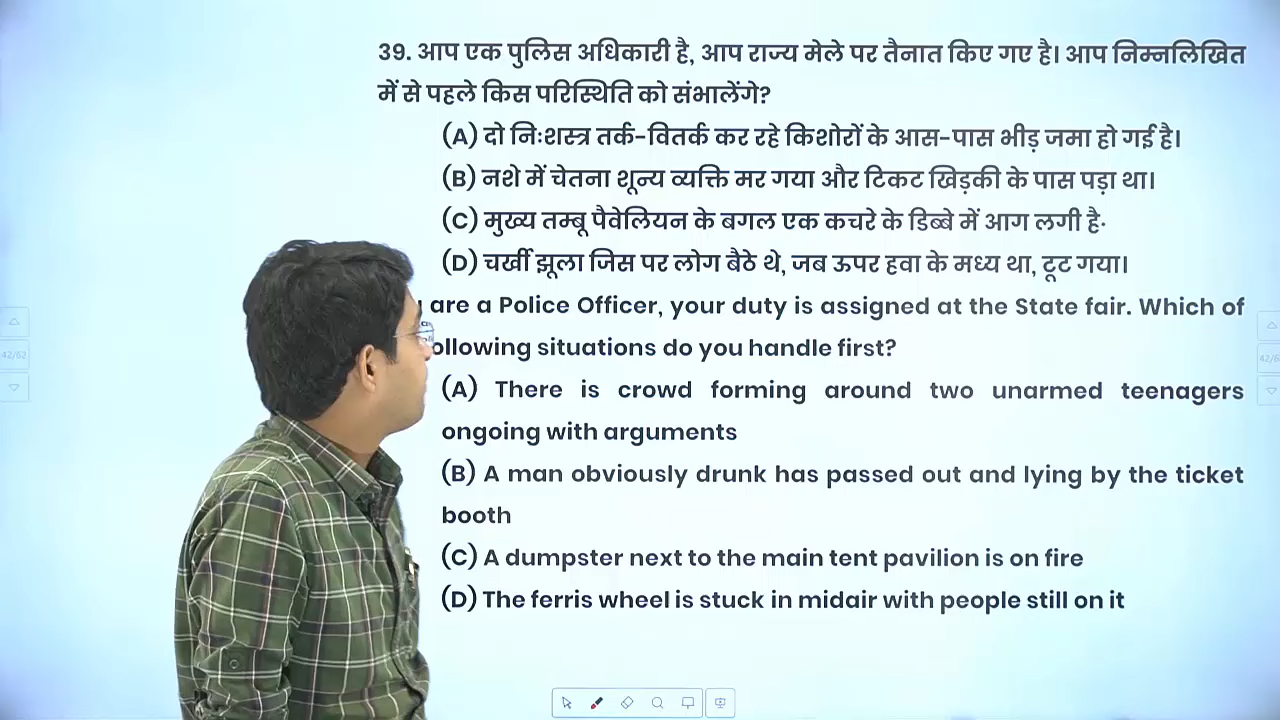 39. आप एक पुलिस अधिकारी है, आप राज्य मेले पर तैनात किए गए है। आप निम्नलिखित
में से पहले किस परिस्थिति को संभालेंगे?
(A) दो निःशस्त्र तर्क-वितर्क कर रहे किशोरों के आस-पास भीड़ जमा हो गई है।
(B) नशे में चेतना शून्य व्यक्ति मर गया और टिकट खिड़की के पास पड़ा था।
(C) मुख्य तम्बू पैवेलियन के बगल एक कचरे के डिब्बे में आग लगी है·
(D) चर्खी झूला जिस पर लोग बैठे थे, जब ऊपर हवा के मध्य था, टूट गया।
are a Police Officer, your duty is assigned at the State fair. Which of
ollowing situations do you handle first?
(A) There is crowd forming around two unarmed teenagers
ongoing with arguments
(B) A man obviously drunk has passed out and lying by the ticket
booth
(C) A dumpster next to the main tent pavilion is on fire
(D) The ferris wheel is stuck in midair with people still on it
42/62